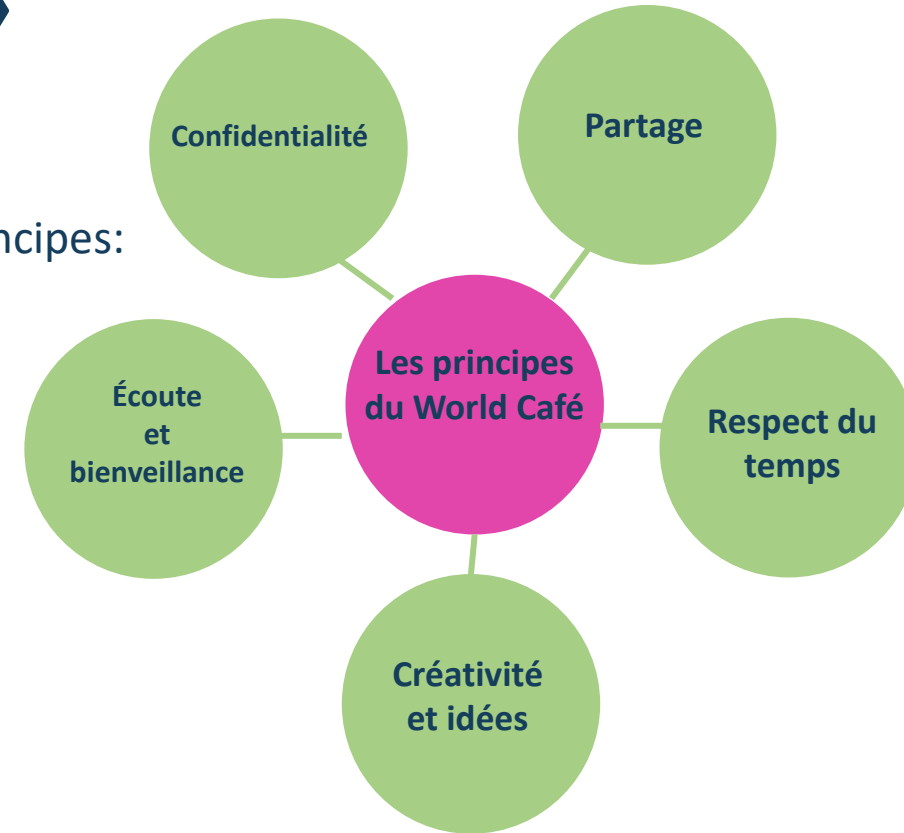 Confidentialité
Partage
ncipes:
Les principes
du World Café
Écoute
et
bienveillance
Respect du
temps
Créativité
et idées